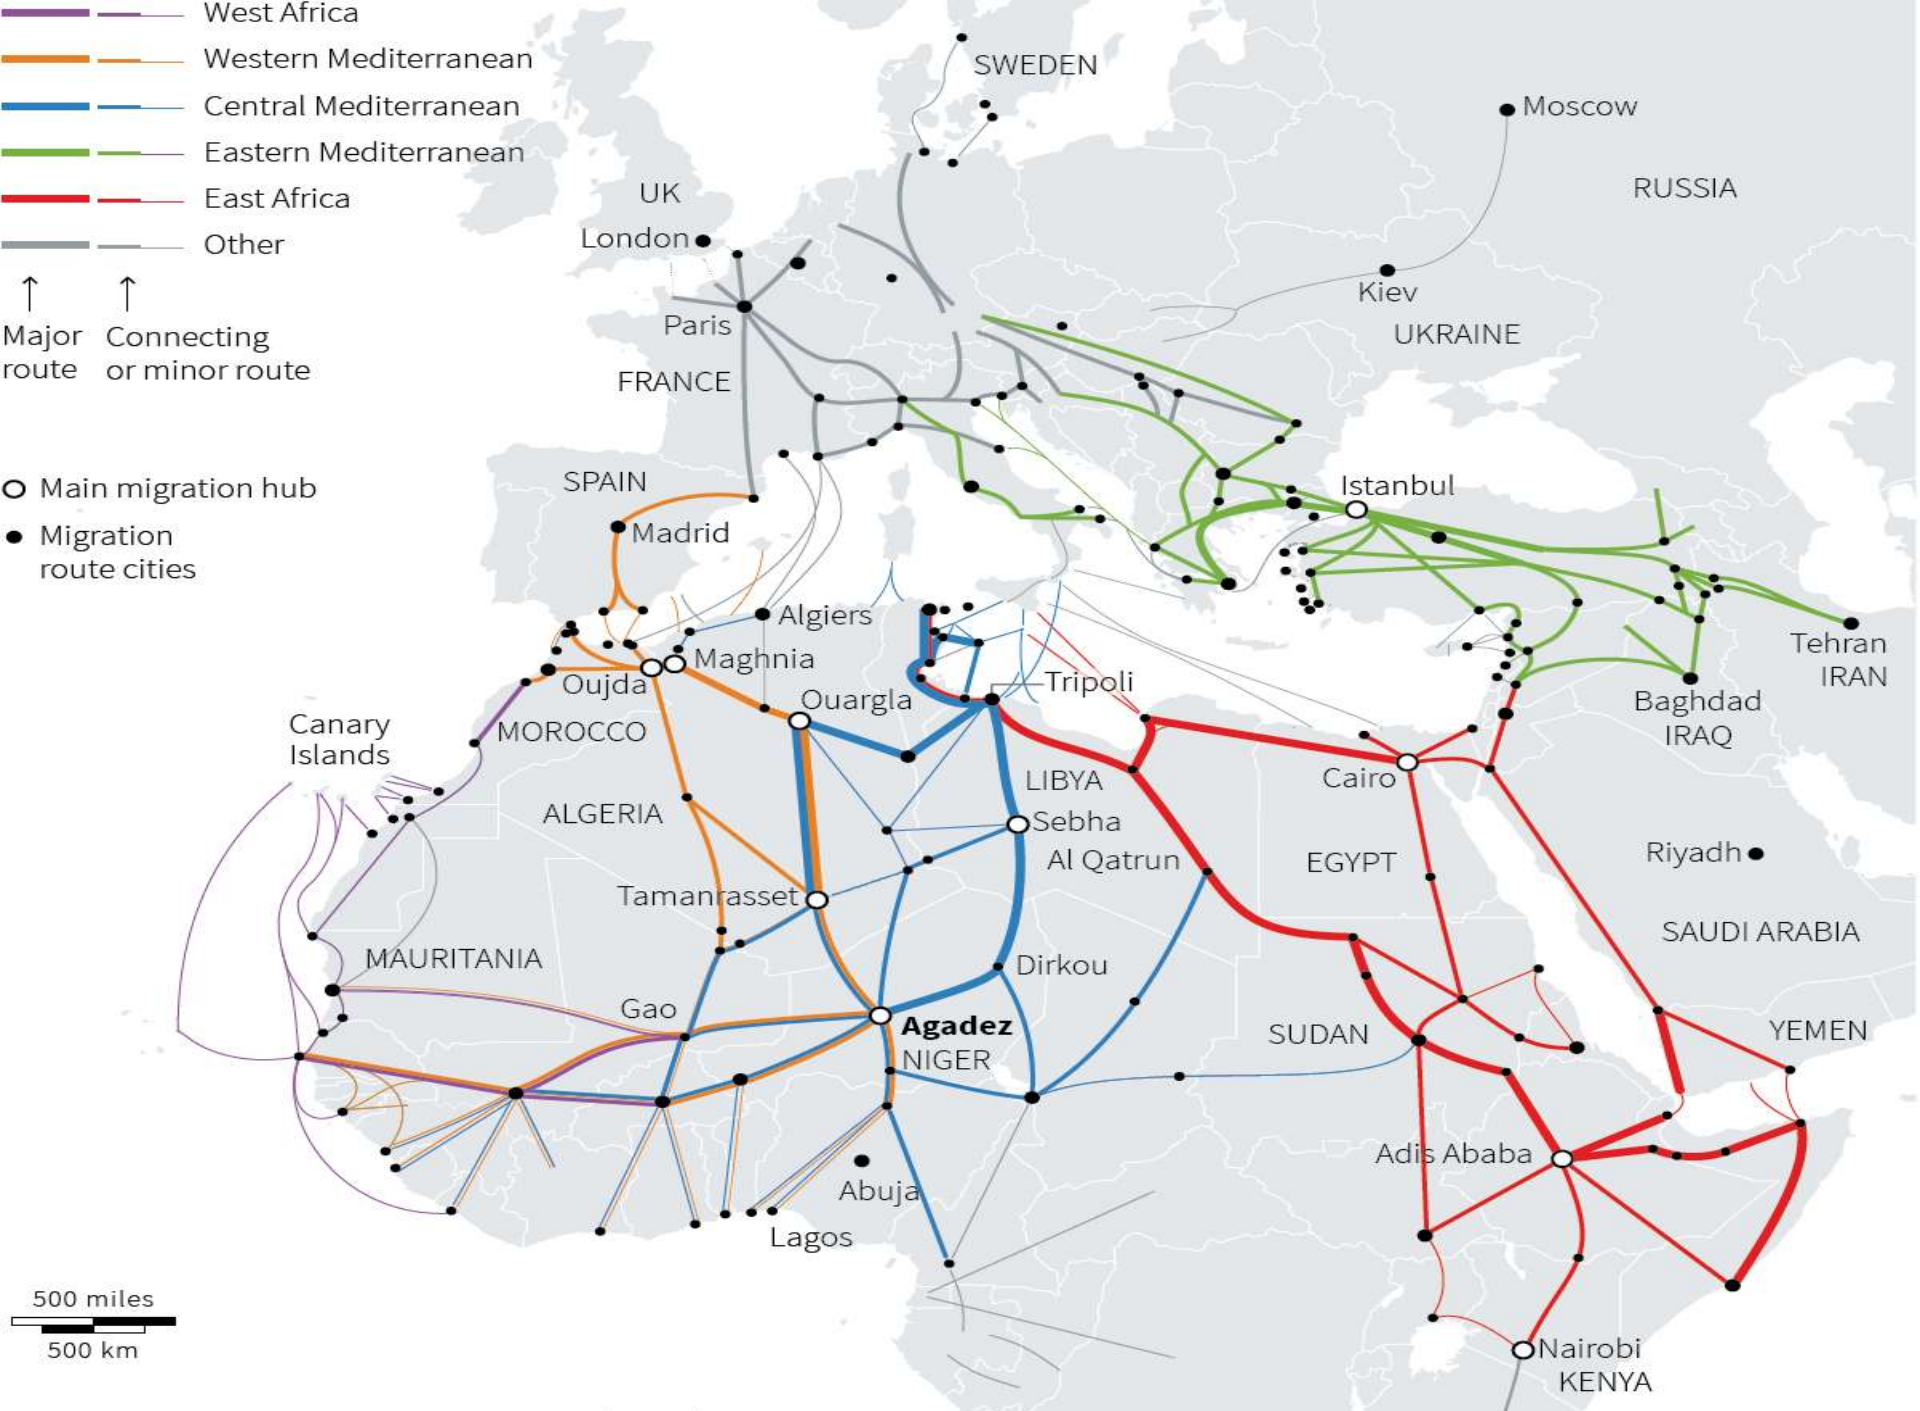 West Africa
Western Mediterranean
Central Mediterranean
Eastern Mediterranean
East Africa
Other
Major
route
Connecting
or minor route
Main migration hub
Migration
route cities
SWEDEN
Moscow
RUSSIA
UK
London
Kiev
UKRAINE
Paris
FRANCE
SPAIN
Madrid
Istanbul
Algiers
Maghnia
Oujda
Ouargla
Tripoli
Tehran
IRAN
Baghdad
IRAQ
Canary
Islands
MOROCCO
LIBYA
Cairo
ALGERIA
Sebha
Al Qatrun
EGYPT
Riyadh
Tamanrasset
SAUDI ARABIA
MAURITANIA
Dirkou
Gao
Agadez
NIGER
SUDAN
YEMEN
Adis Ababa
Abuja
Lagos
500 miles
500 km
Nairobi
KENYA